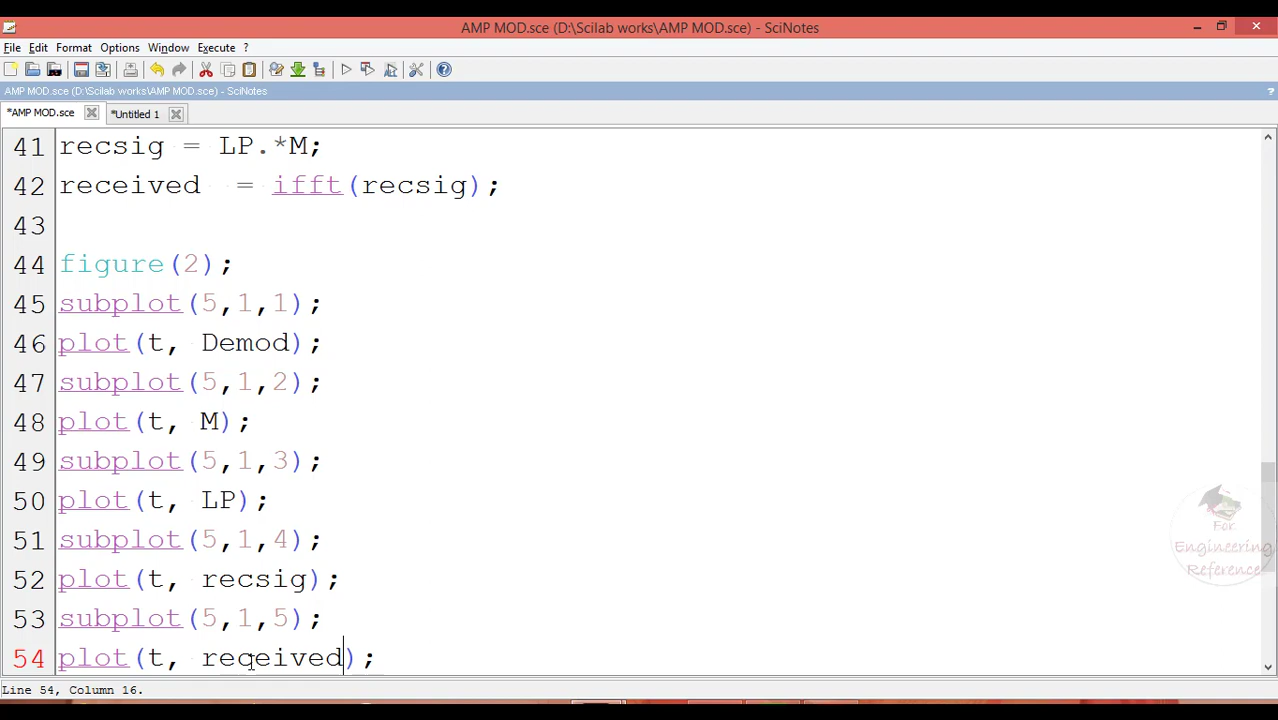 AMP MOD.sce (D:\Scilab works\AMP MOD.sce) - SciNotes
File Edit Format Options Window Execute ?
AMP MOD.sce (D:\Scilab works\AMP MOD.sce) - SciNotes ?
*AMP MOD.sce *Untitled 1
41 recsig = LP.*M;
42 received  = ifft(recsig);
43
44 figure(2);
45 subplot(5,1,1);
46 plot(t, Demod);
47 subplot(5,1,2);
48 plot(t, M);
49 subplot(5,1,3);
50 plot(t, LP);
51 subplot(5,1,4);
52 plot(t, recsig);
53 subplot(5,1,5);
54 plot(t, received);
For
Engineering
Reference
Line 54, Column 16.